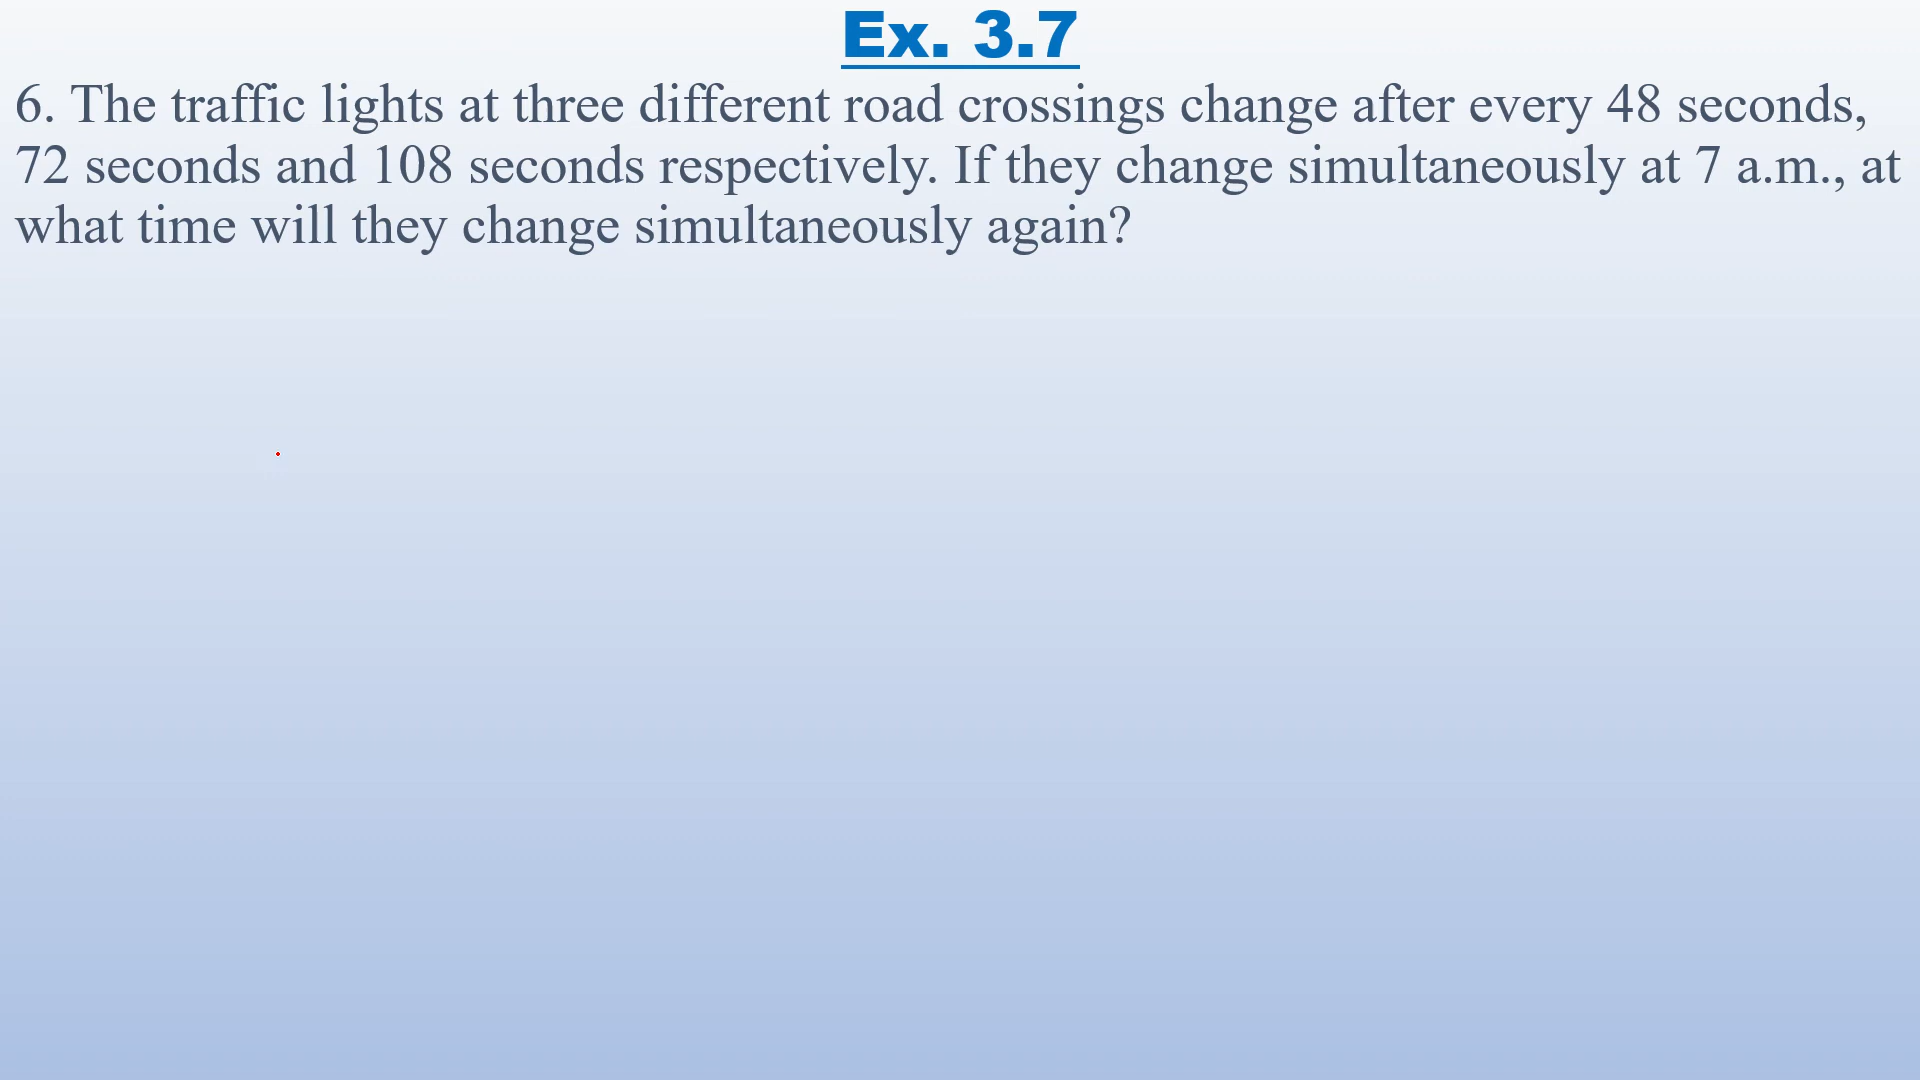 Ex. 3.7
6. The traffic lights at three different road crossings change after every 48 seconds,
72 seconds and 108 seconds respectively. If they change simultaneously at 7 a.m., at
what time will they change simultaneously again?